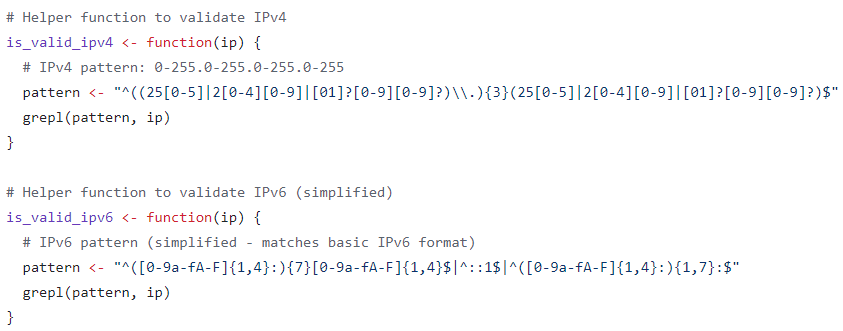 # Helper function to validate IPv4
is_valid_ipv4 <- function(ip) {
  # IPv4 pattern: 0-255.0-255.0-255.0-255
  pattern <- "^((25[0-5]|2[0-4][0-9]|[01]?[0-9][0-9]?)\\.){3}(25[0-5]|2[0-4][0-9]|[01]?[0-9][0-9]?)$"
  grepl(pattern, ip)
}

# Helper function to validate IPv6 (simplified)
is_valid_ipv6 <- function(ip) {
  # IPv6 pattern (simplified - matches basic IPv6 format)
  pattern <- "^([0-9a-fA-F]{1,4}:){7}[0-9a-fA-F]{1,4}$|^::1$|^([0-9a-fA-F]{1,4}:){1,7}:$"
  grepl(pattern, ip)
}